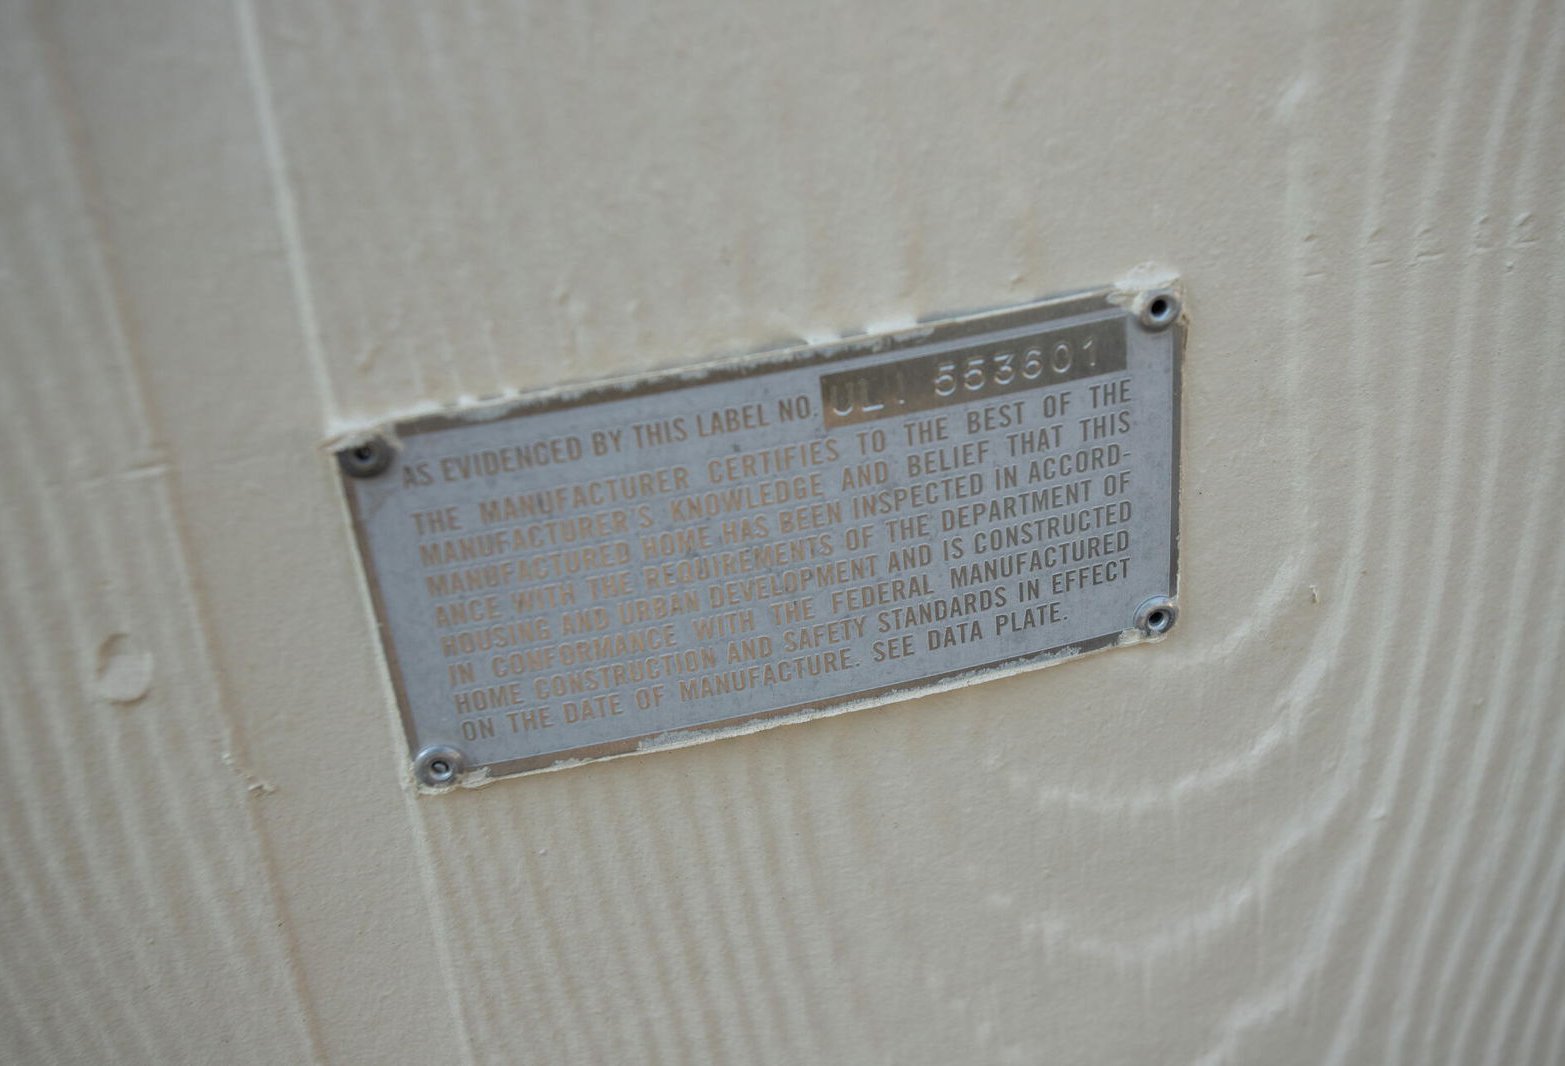 AS EVIDENCED BY THIS LABEL NO. ULI 553601
THE MANUFACTURER CERTIFIES TO THE BEST OF THE
MANUFACTURER'S KNOWLEDGE AND BELIEF THAT THIS
MANUFACTURED HOME HAS BEEN INSPECTED IN ACCORD-
ANCE WITH THE REQUIREMENTS OF THE DEPARTMENT OF
HOUSING AND URBAN DEVELOPMENT AND IS CONSTRUCTED
IN CONFORMANCE WITH THE FEDERAL MANUFACTURED
HOME CONSTRUCTION AND SAFETY STANDARDS IN EFFECT
ON THE DATE OF MANUFACTURE. SEE DATA PLATE.